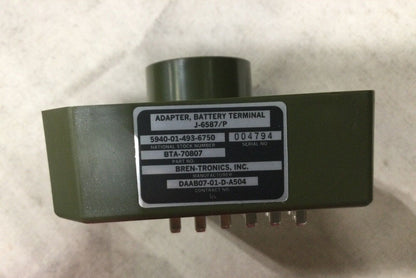 ADAPTER, BATTERY TERMINAL
J-6587/P
5940-01-493-6750 004794
NATIONAL STOCK NUMBER SERIAL NO
BTA-70807
PART NO.
BREN-TRONICS, INC.
MANUFACTURER
DAAB07-01-D-A504
CONTRACT NO.
US